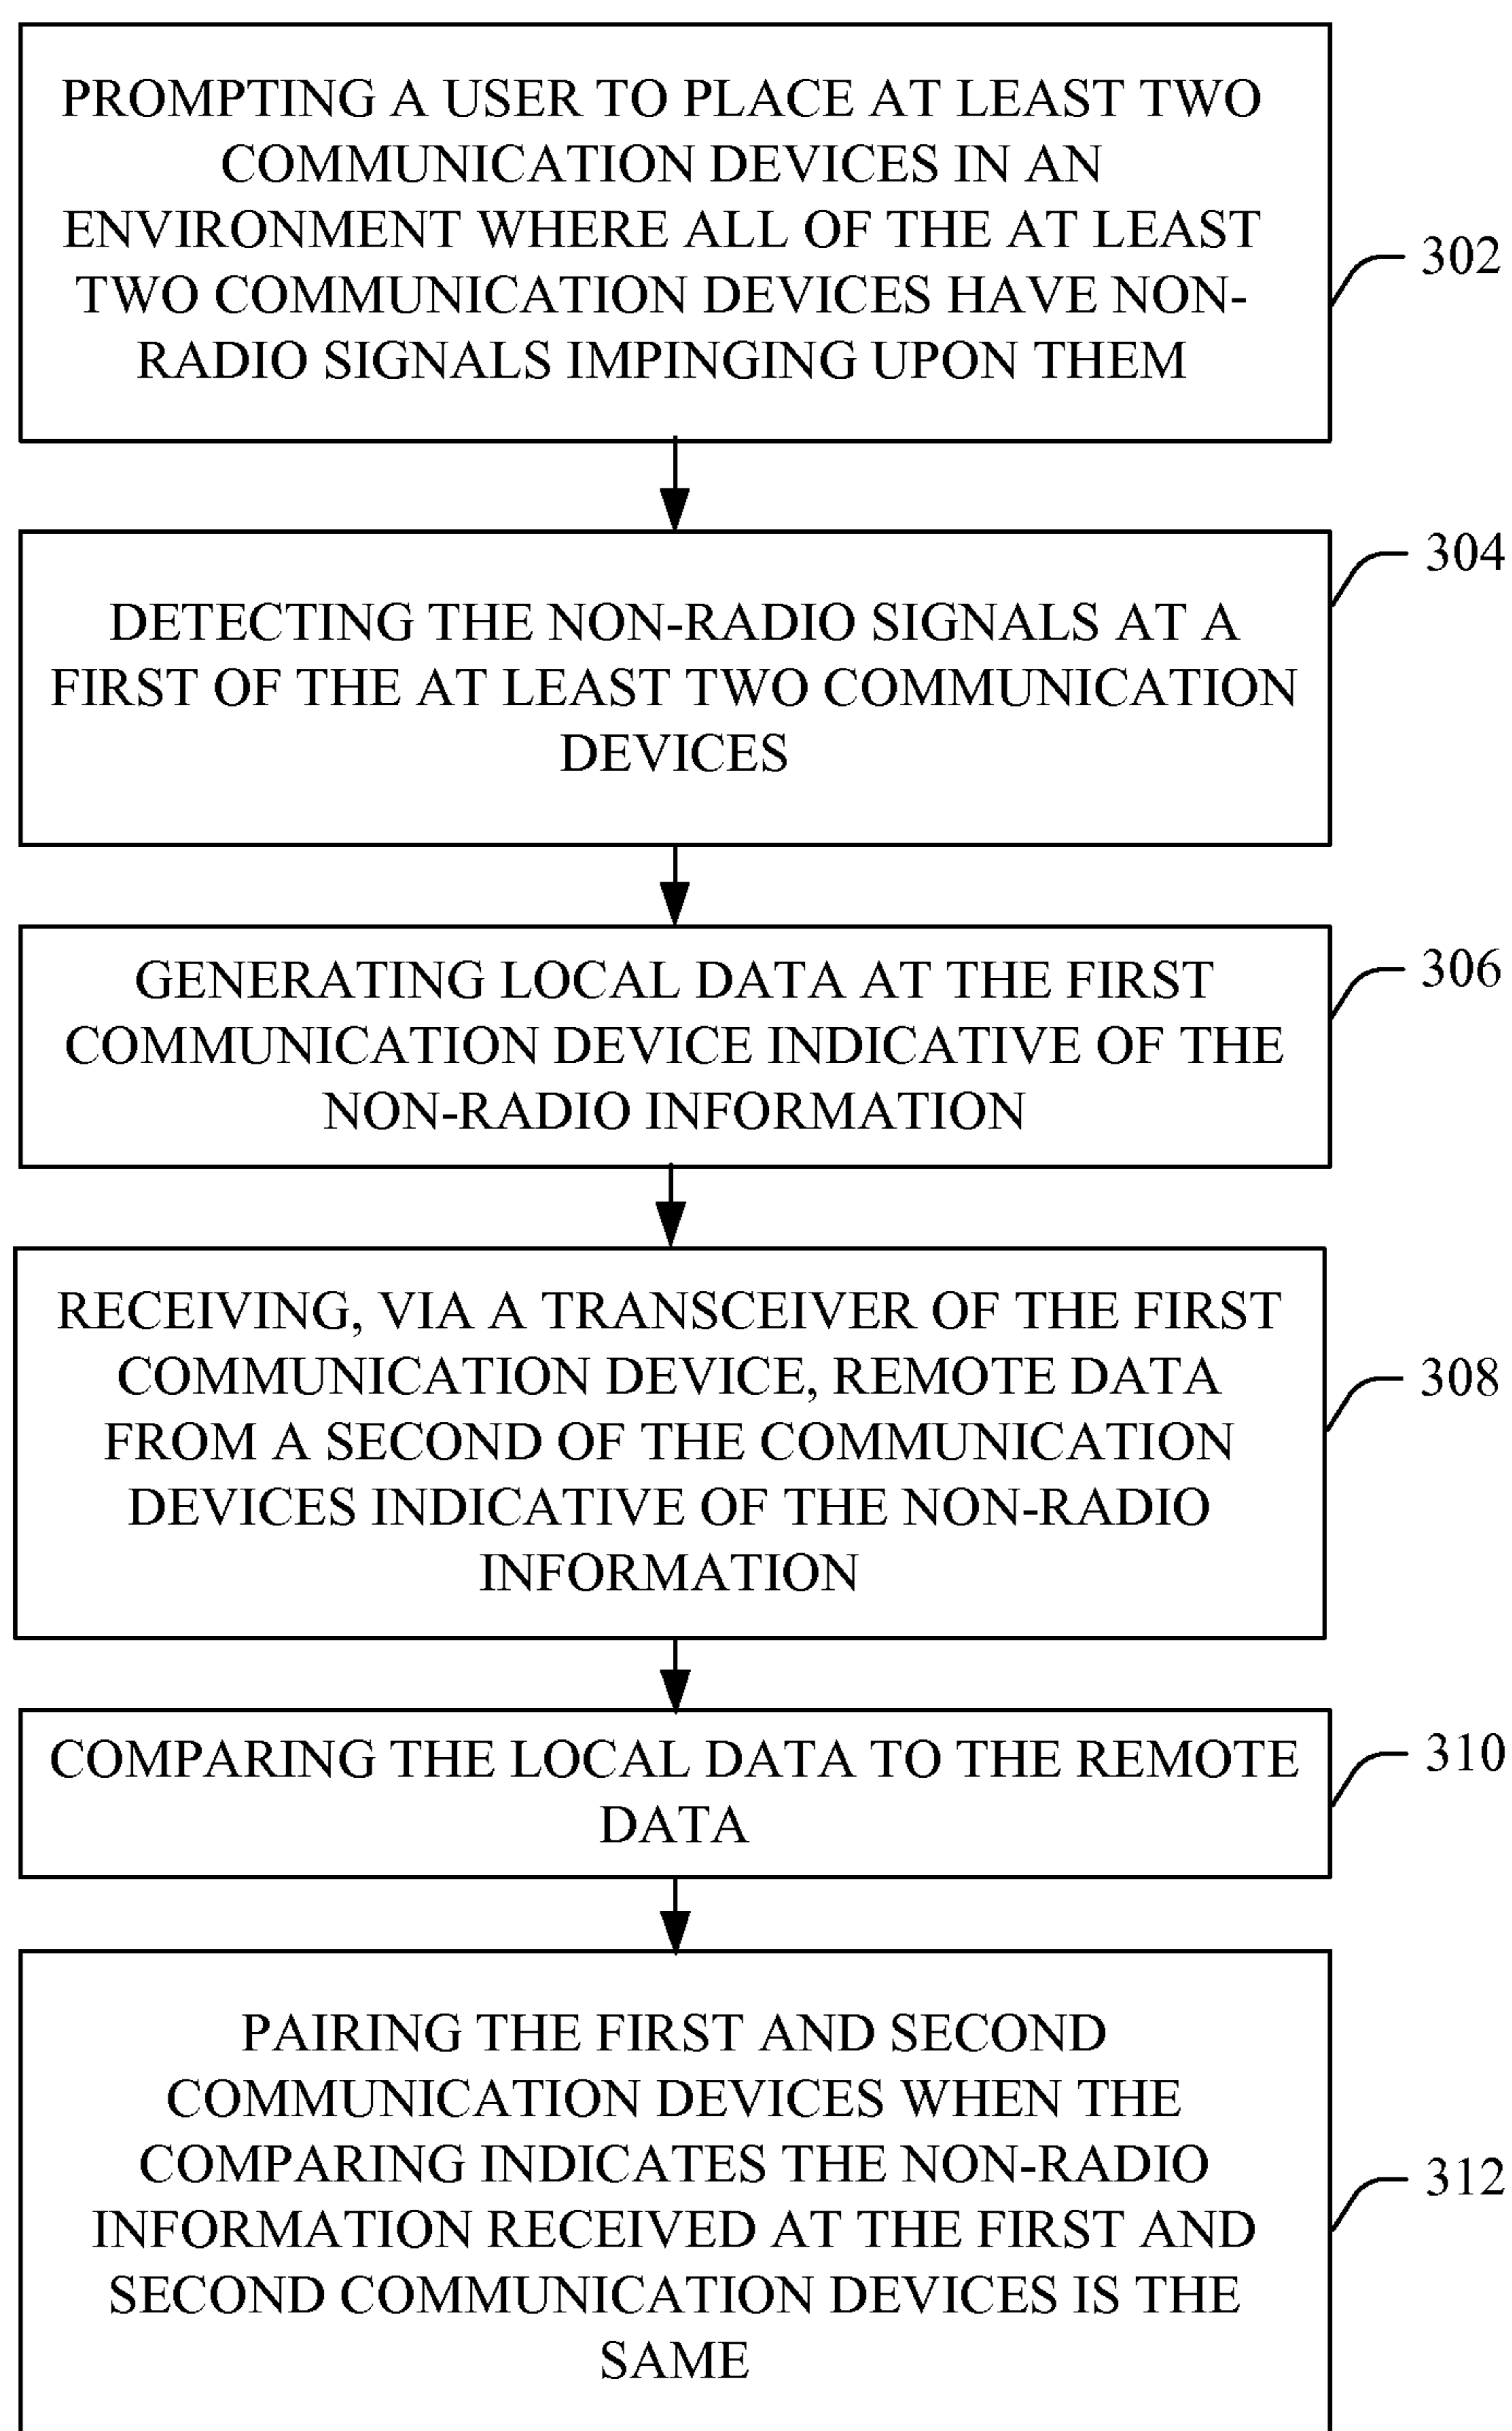 PROMPTING A USER TO PLACE AT LEAST TWO
COMMUNICATION DEVICES IN AN
ENVIRONMENT WHERE ALL OF THE AT LEAST
TWO COMMUNICATION DEVICES HAVE NON-
RADIO SIGNALS IMPINGING UPON THEM
302
DETECTING THE NON-RADIO SIGNALS AT A
FIRST OF THE AT LEAST TWO COMMUNICATION
DEVICES
304
GENERATING LOCAL DATA AT THE FIRST
COMMUNICATION DEVICE INDICATIVE OF THE
NON-RADIO INFORMATION
306
RECEIVING, VIA A TRANSCEIVER OF THE FIRST
COMMUNICATION DEVICE, REMOTE DATA
FROM A SECOND OF THE COMMUNICATION
DEVICES INDICATIVE OF THE NON-RADIO
INFORMATION
308
COMPARING THE LOCAL DATA TO THE REMOTE
DATA
310
PAIRING THE FIRST AND SECOND
COMMUNICATION DEVICES WHEN THE
COMPARING INDICATES THE NON-RADIO
INFORMATION RECEIVED AT THE FIRST AND
SECOND COMMUNICATION DEVICES IS THE
SAME
312